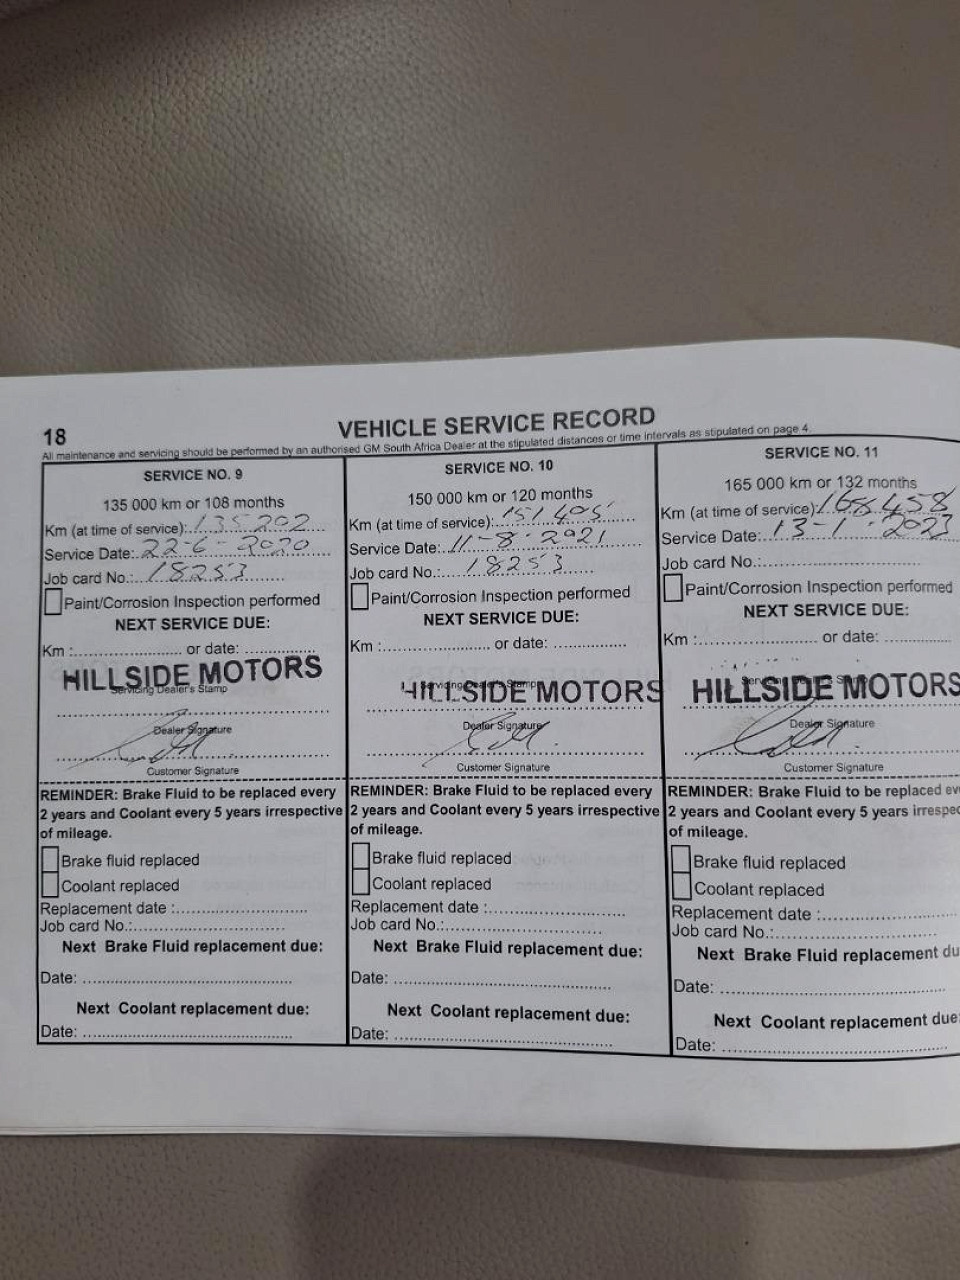 18
VEHICLE SERVICE RECORD
All maintenance and servicing should be performed by an authorised GM South Africa Dealer at the stipulated distances or time intervals as stipulated on page 4.
SERVICE NO. 9
135 000 km or 108 months
Km (at time of service):135202
Service Date:22-6-2020
Job card No.:18253
Paint/Corrosion Inspection performed
NEXT SERVICE DUE:
Km : or date:
HILLSIDE MOTORS
Servicing Dealer's Stamp
Dealer Signature
Customer Signature
REMINDER: Brake Fluid to be replaced every
2 years and Coolant every 5 years irrespective
of mileage.
Brake fluid replaced
Coolant replaced
Replacement date :
Job card No.:
Next Brake Fluid replacement due:
Date:
Next Coolant replacement due:
Date:
SERVICE NO. 10
150 000 km or 120 months
Km (at time of service):151405
Service Date:11-8-2021
Job card No.:18253
Paint/Corrosion Inspection performed
NEXT SERVICE DUE:
Km : or date:
HILLSIDE MOTORS
Servicing Dealer's Stamp
Dealer Signature
Customer Signature
REMINDER: Brake Fluid to be replaced every
2 years and Coolant every 5 years irrespective
of mileage.
Brake fluid replaced
Coolant replaced
Replacement date :
Job card No.:
Next Brake Fluid replacement due:
Date:
Next Coolant replacement due:
Date:
SERVICE NO. 11
165 000 km or 132 months
Km (at time of service):168458
Service Date:13-1-2023
Job card No.:
Paint/Corrosion Inspection performed
NEXT SERVICE DUE:
Km : or date:
HILLSIDE MOTORS
Servicing Dealer's Stamp
Dealer Signature
Customer Signature
REMINDER: Brake Fluid to be replaced ev
2 years and Coolant every 5 years irrespec
of mileage.
Brake fluid replaced
Coolant replaced
Replacement date :
Job card No.:
Next Brake Fluid replacement du
Date:
Next Coolant replacement due:
Date: